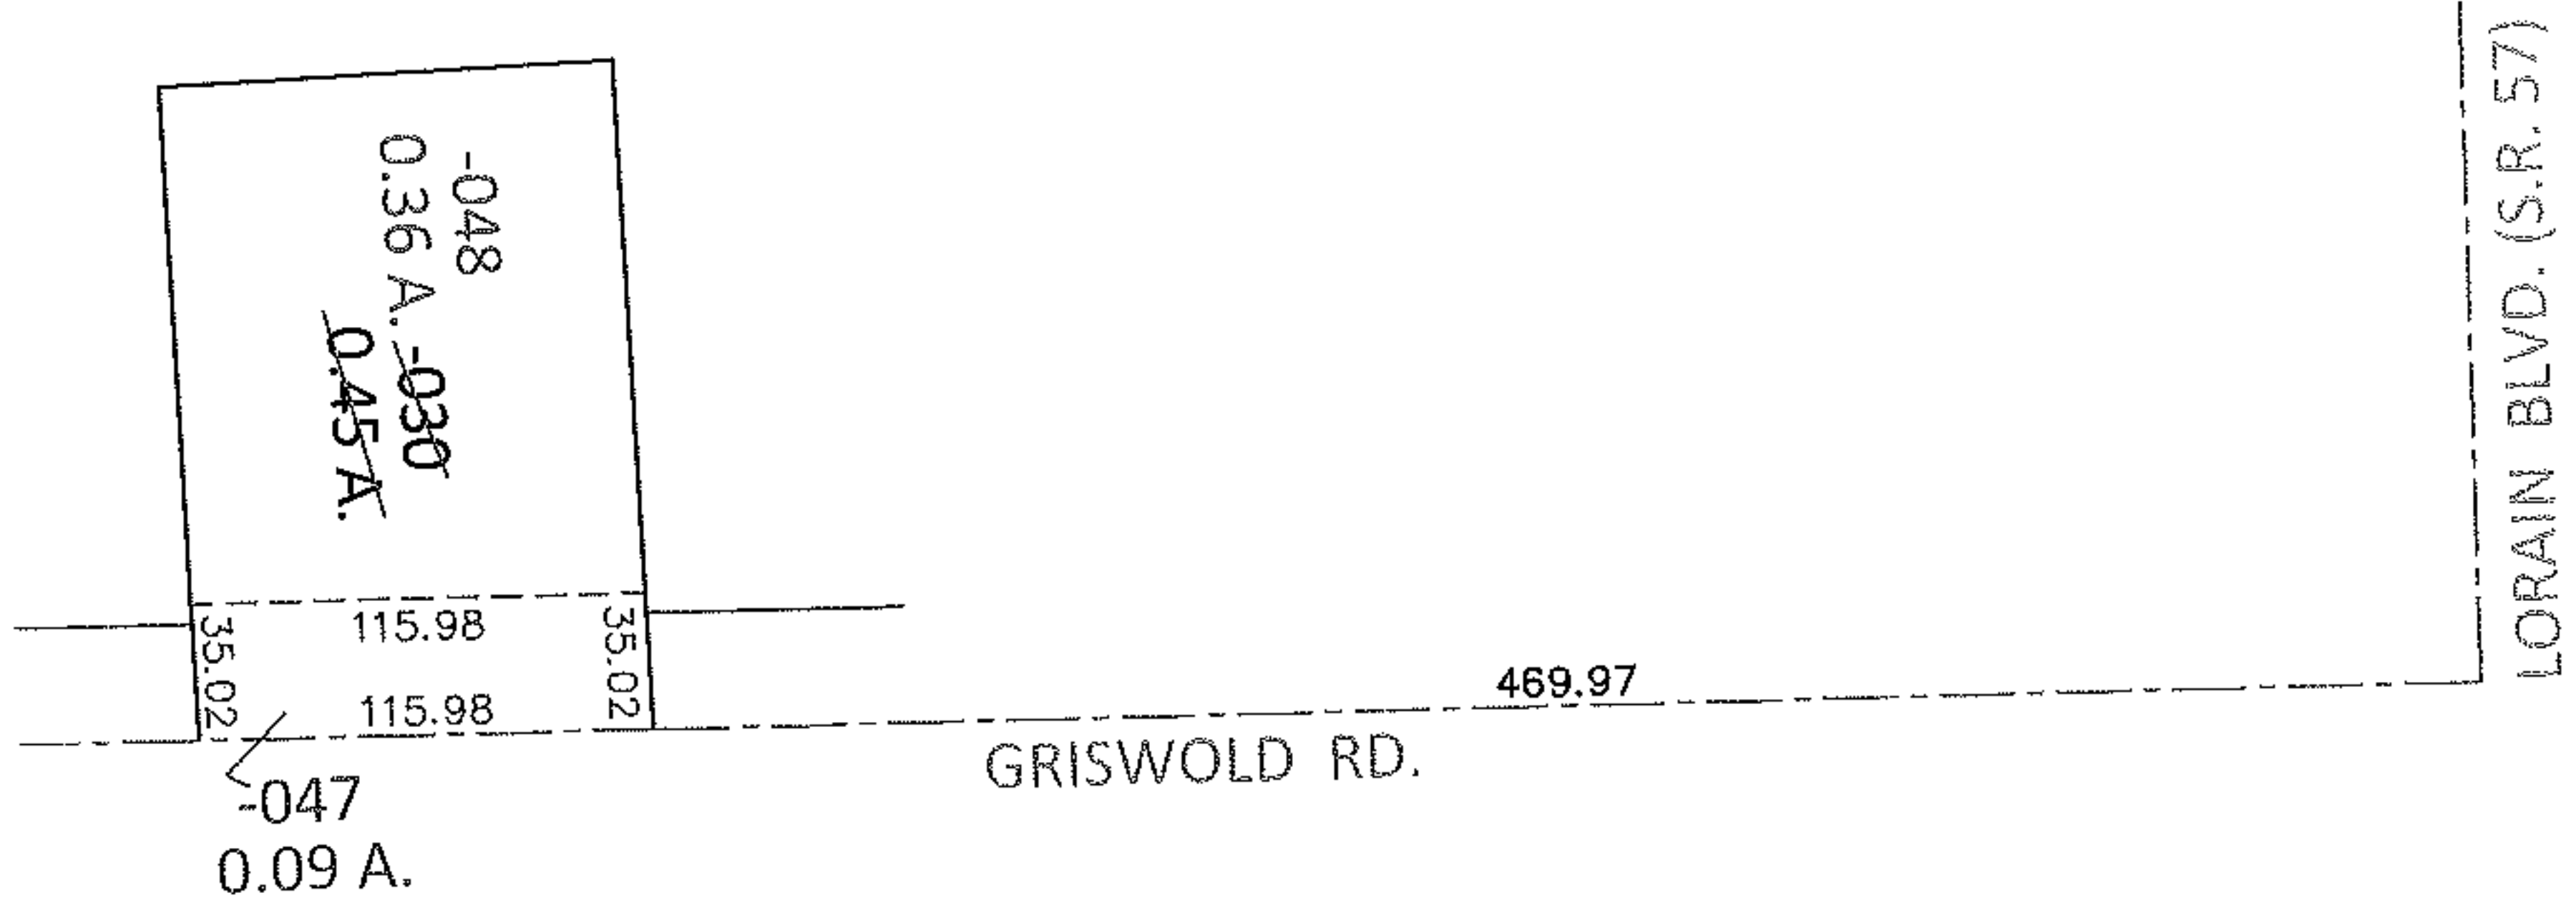 -048
0.36 A.
-030
0.45 A.
115.98
35.02
35.02
115.98
469.97
GRISWOLD RD.
LORAIN BLVD. (S.R. 57)
-047
0.09 A.